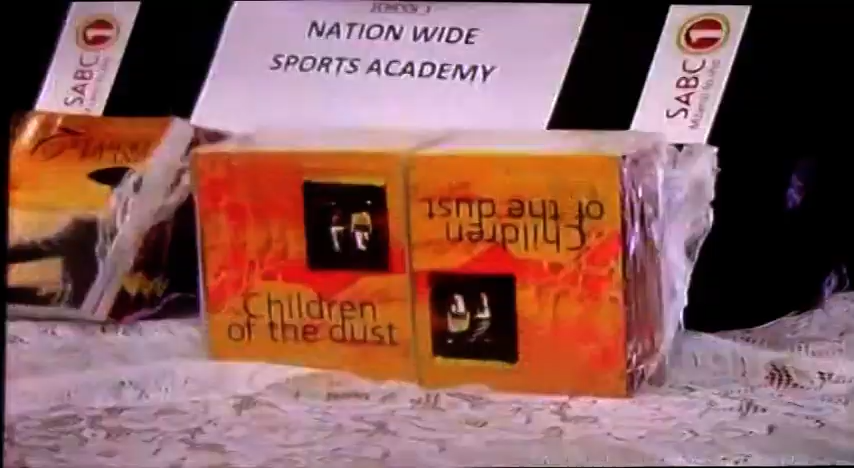 SABC 1
NATION WIDE
SPORTS ACADEMY
SABC 1
Children
of the dust
Children
of the dust